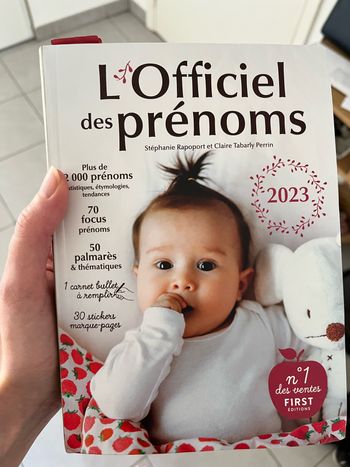 L'Officiel
des prénoms
Stéphanie Rapoport et Claire Tabarly Perrin
Plus de
2 000 prénoms
statistiques, étymologies,
tendances
2023
70
focus
prénoms
50
palmarès
& thématiques
1 carnet bullet
à remplir
30 stickers
marque-pages
n°1
des ventes
FIRST
ÉDITIONS